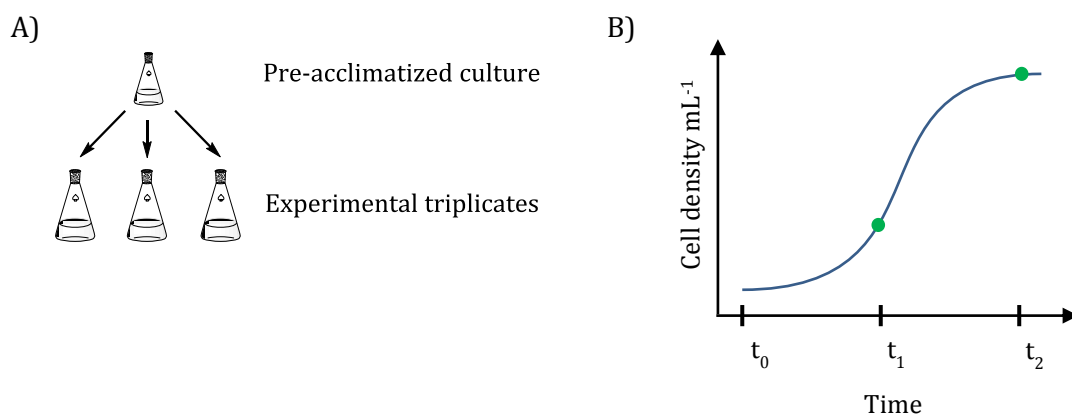 A)
Pre-acclimatized culture
Experimental triplicates
B)
Cell density mL⁻¹
t₀
t₁
t₂
Time